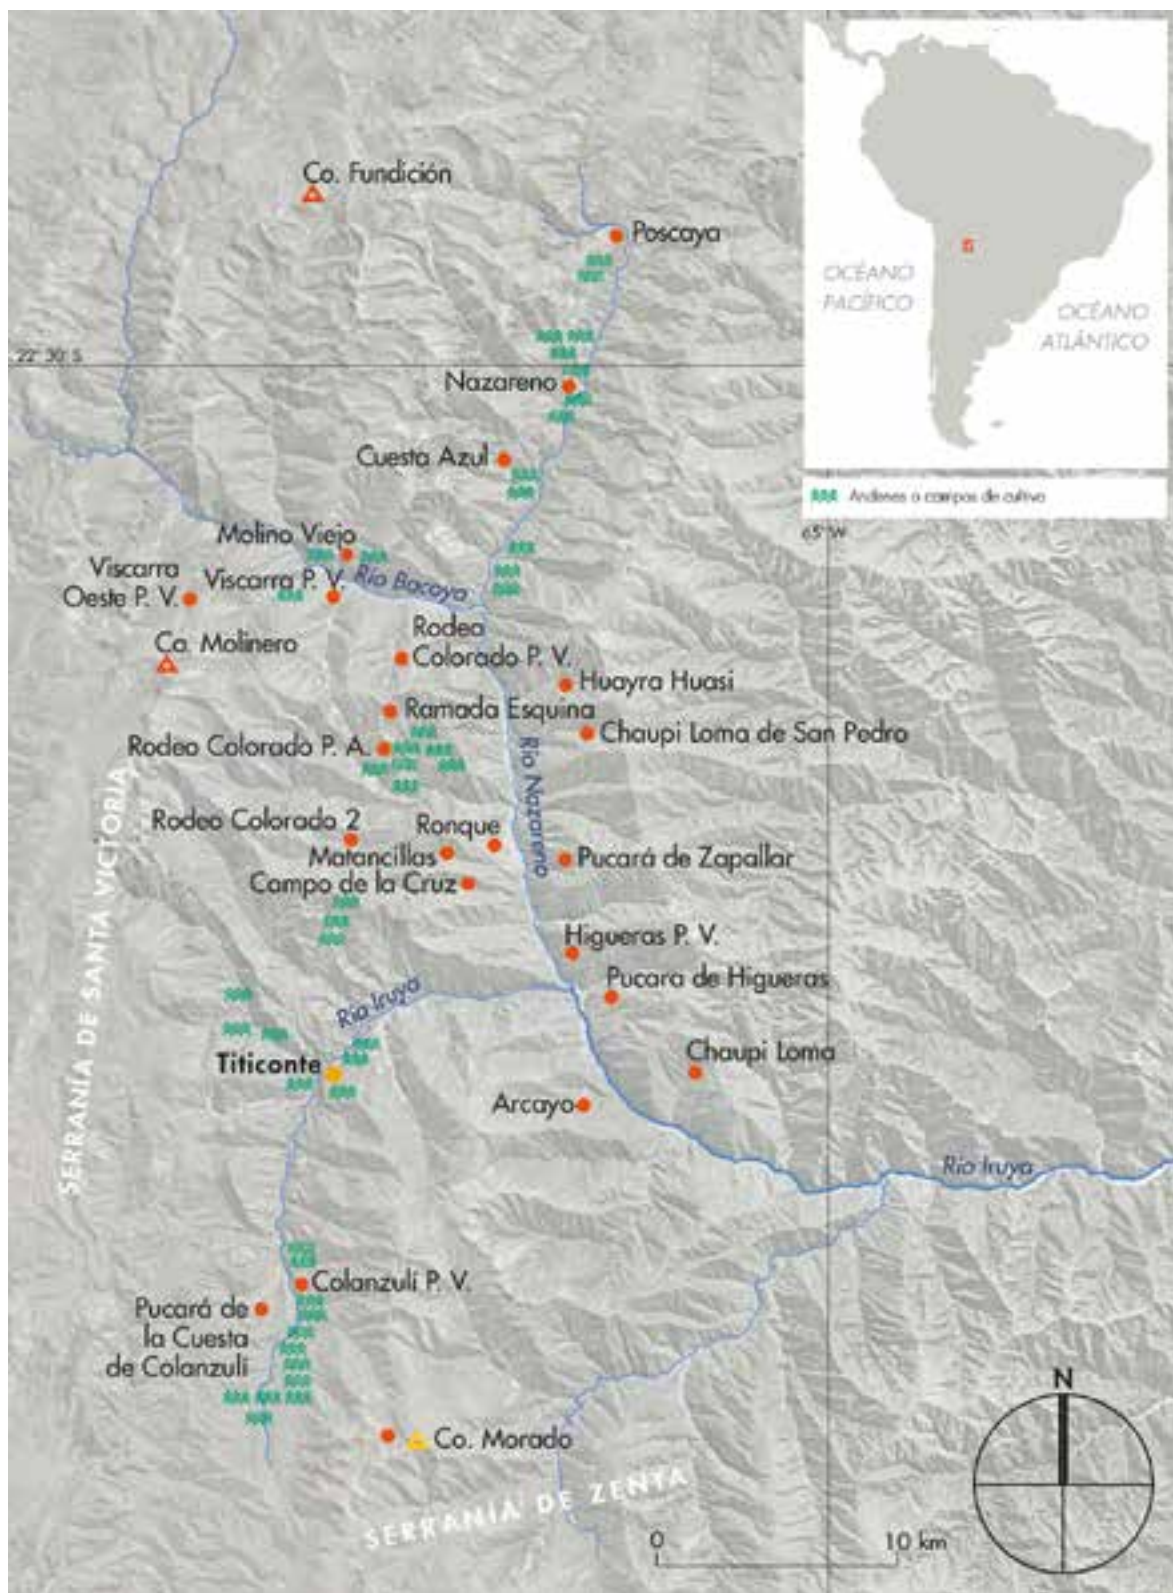 Co. Fundición
Poscaya
OCÉANO
PACÍFICO
OCÉANO
ATLÁNTICO
22° 30' S
Nazareno
Cuesta Azul
Andenes o campos de cultivo
65° W
Molino Viejo
Viscarra
Oeste P. V.
Viscarra P. V.
Río Bacoya
Co. Molinero
Rodeo
Colorado P. V.
Huayra Huasi
Ramada Esquina
Chaupi Loma de San Pedro
Rodeo Colorado P. A.
Río Nazareno
Rodeo Colorado 2
Ronque
Matancillas
Pucará de Zapallar
Campo de la Cruz
SERRANÍA DE SANTA VICTORIA
Higueras P. V.
Pucara de Higueras
Río Iruya
Titiconte
Chaupi Loma
Arcayo
Río Iruya
Colanzulí P. V.
Pucará de
la Cuesta
de Colanzulí
Co. Morado
SERRANÍA DE ZENTA
N
0
10 km